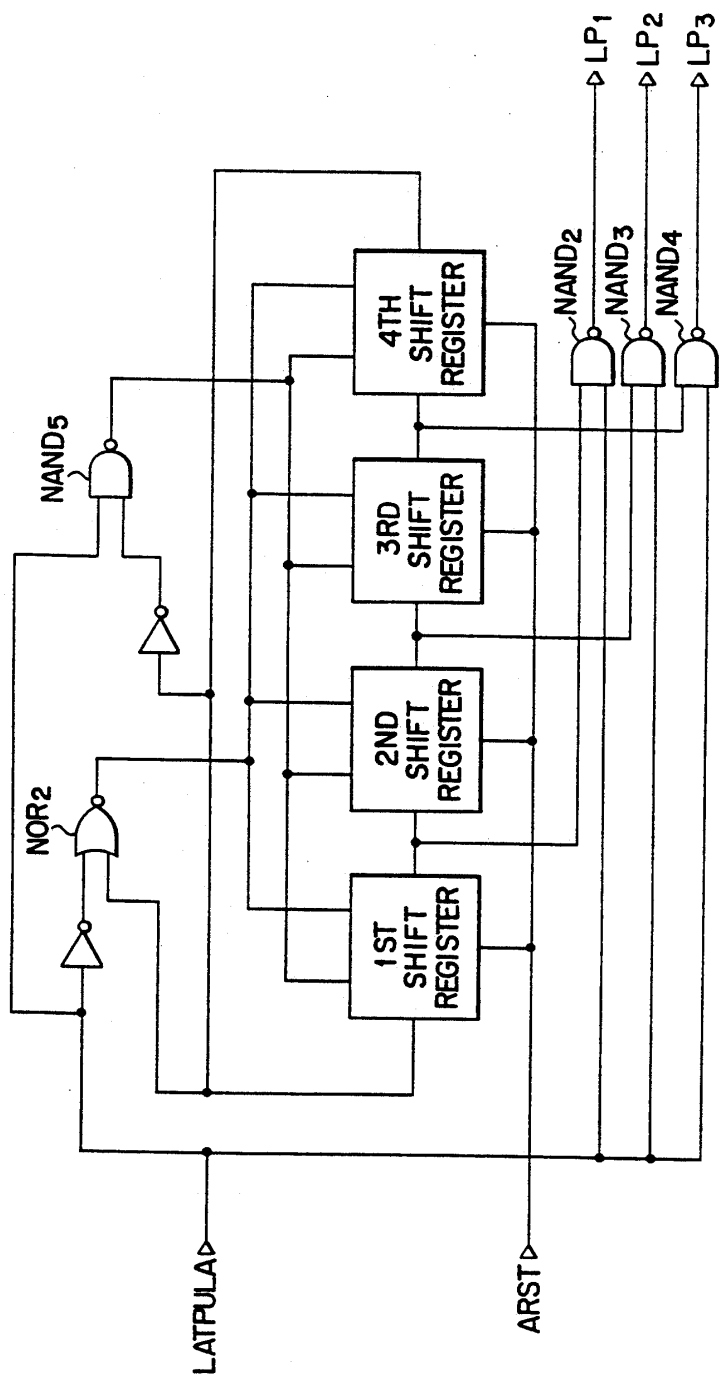 LATPULA
ARST
NOR2
NAND5
1ST
SHIFT
REGISTER
2ND
SHIFT
REGISTER
3RD
SHIFT
REGISTER
4TH
SHIFT
REGISTER
NAND2
NAND3
NAND4
LP1
LP2
LP3